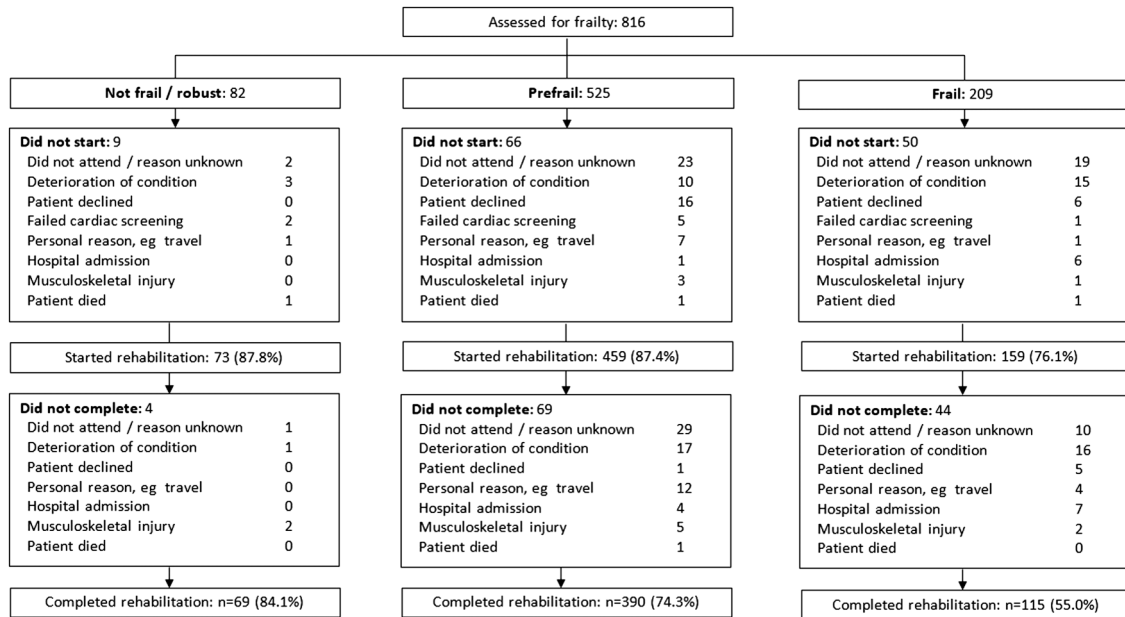 Assessed for frailty: 816
Not frail / robust: 82
Did not start: 9
Did not attend / reason unknown 2
Deterioration of condition 3
Patient declined 0
Failed cardiac screening 2
Personal reason, eg travel 1
Hospital admission 0
Musculoskeletal injury 0
Patient died 1
Started rehabilitation: 73 (87.8%)
Did not complete: 4
Did not attend / reason unknown 1
Deterioration of condition 1
Patient declined 0
Personal reason, eg travel 0
Hospital admission 0
Musculoskeletal injury 2
Patient died 0
Completed rehabilitation: n=69 (84.1%)
Prefrail: 525
Did not start: 66
Did not attend / reason unknown 23
Deterioration of condition 10
Patient declined 16
Failed cardiac screening 5
Personal reason, eg travel 7
Hospital admission 1
Musculoskeletal injury 3
Patient died 1
Started rehabilitation: 459 (87.4%)
Did not complete: 69
Did not attend / reason unknown 29
Deterioration of condition 17
Patient declined 1
Personal reason, eg travel 12
Hospital admission 4
Musculoskeletal injury 5
Patient died 1
Completed rehabilitation: n=390 (74.3%)
Frail: 209
Did not start: 50
Did not attend / reason unknown 19
Deterioration of condition 15
Patient declined 6
Failed cardiac screening 1
Personal reason, eg travel 1
Hospital admission 6
Musculoskeletal injury 1
Patient died 1
Started rehabilitation: 159 (76.1%)
Did not complete: 44
Did not attend / reason unknown 10
Deterioration of condition 16
Patient declined 5
Personal reason, eg travel 4
Hospital admission 7
Musculoskeletal injury 2
Patient died 0
Completed rehabilitation: n=115 (55.0%)